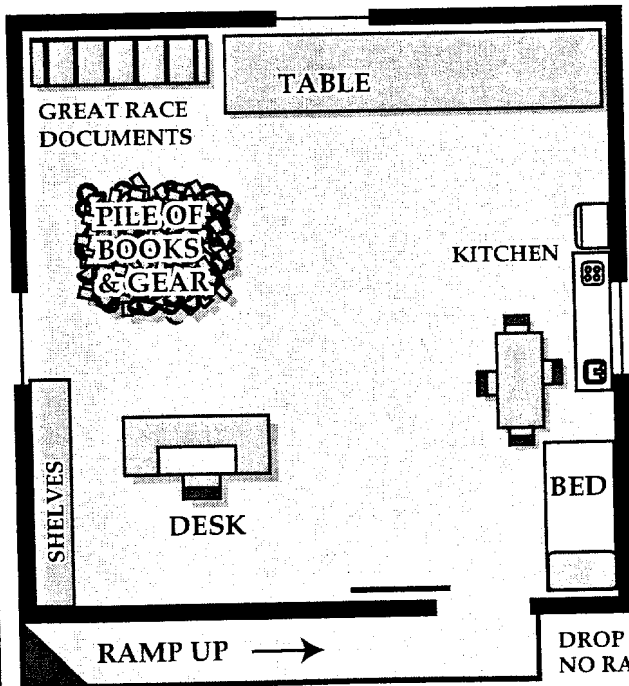 TABLE
GREAT RACE
DOCUMENTS
PILE OF
BOOKS
& GEAR
KITCHEN
SHELVES
DESK
BED
RAMP UP
DROP
NO RA